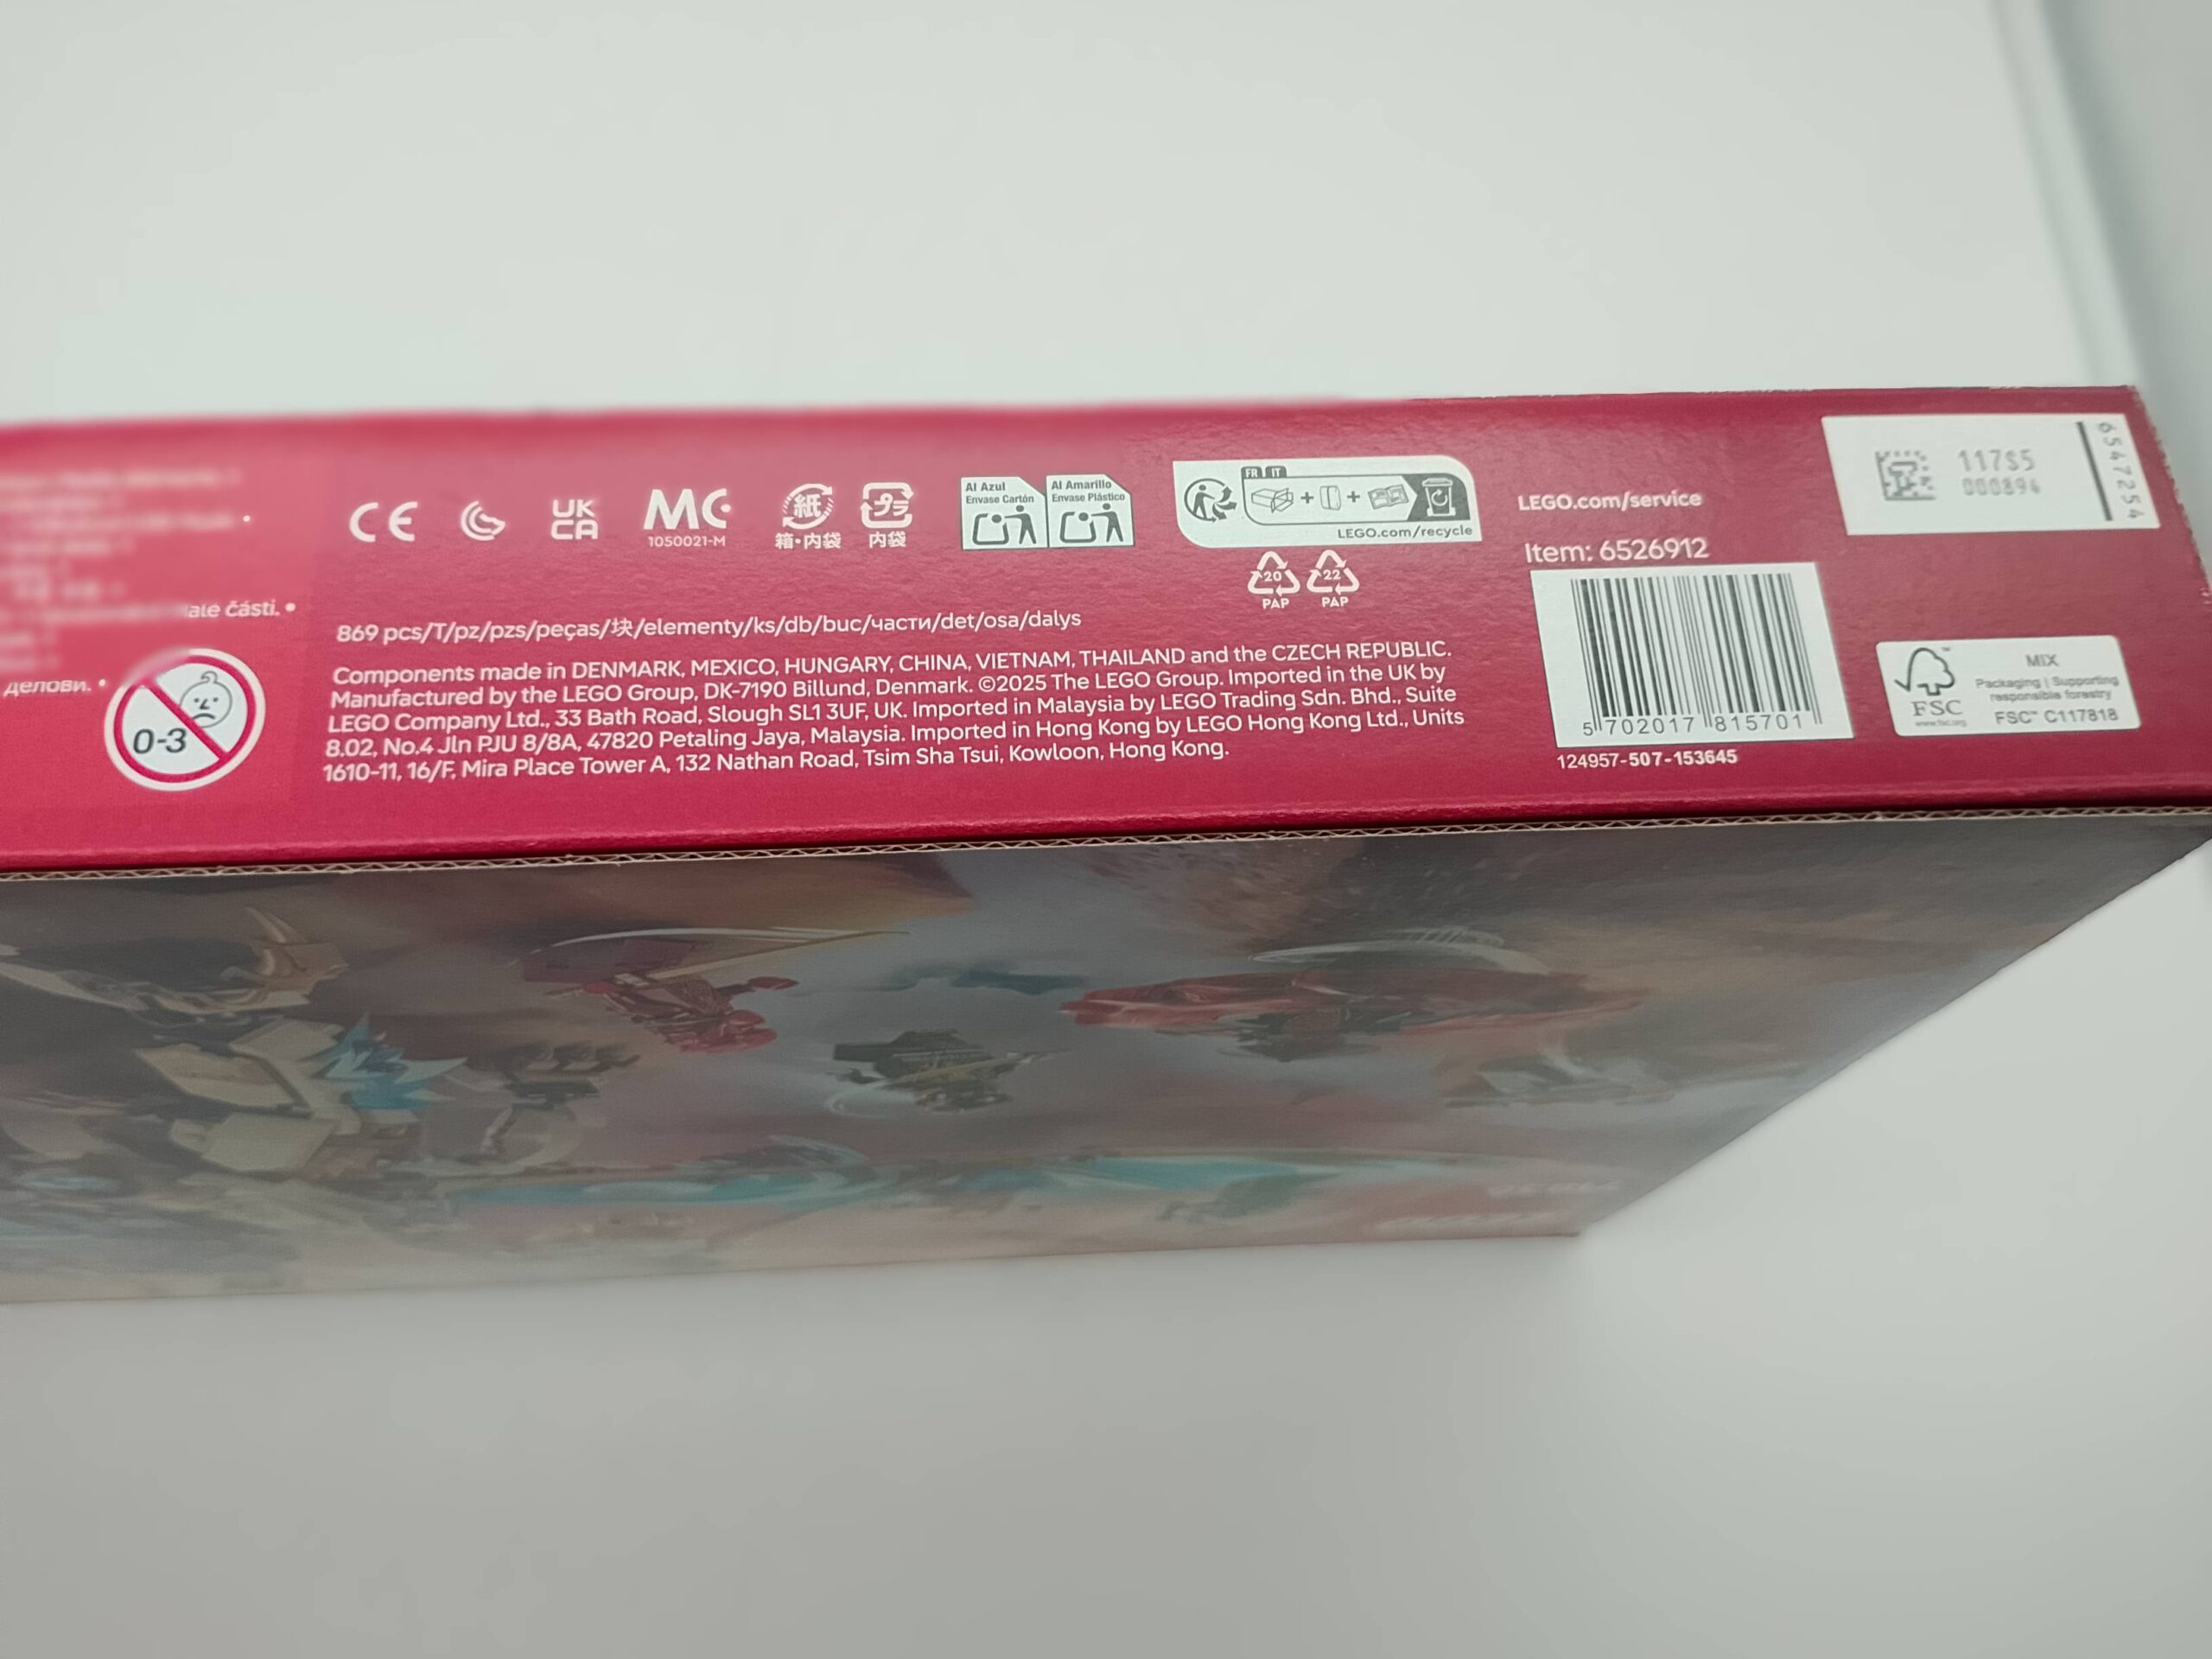 ale části. •
делови. •
0-3
CE
UK
CA
MC
1050021-M
紙
箱・内袋
プラ
内袋
Al Azul
Envase Cartón
Al Amarillo
Envase Plástico
FR IT
+ +
LEGO.com/recycle
20
PAP
22
PAP
869 pcs/T/pz/pzs/peças/块/elementy/ks/db/buc/части/det/osa/dalys
Components made in DENMARK, MEXICO, HUNGARY, CHINA, VIETNAM, THAILAND and the CZECH REPUBLIC.
Manufactured by the LEGO Group, DK-7190 Billund, Denmark. ©2025 The LEGO Group. Imported in the UK by
LEGO Company Ltd., 33 Bath Road, Slough SL1 3UF, UK. Imported in Malaysia by LEGO Trading Sdn. Bhd., Suite
8.02, No.4 Jln PJU 8/8A, 47820 Petaling Jaya, Malaysia. Imported in Hong Kong by LEGO Hong Kong Ltd., Units
1610-11, 16/F, Mira Place Tower A, 132 Nathan Road, Tsim Sha Tsui, Kowloon, Hong Kong.
LEGO.com/service
Item: 6526912
5 702017 815701
124957-507-153645
117S5
000894
6547254
FSC
www.fsc.org
MIX
Packaging | Supporting
responsible forestry
FSC™ C117818